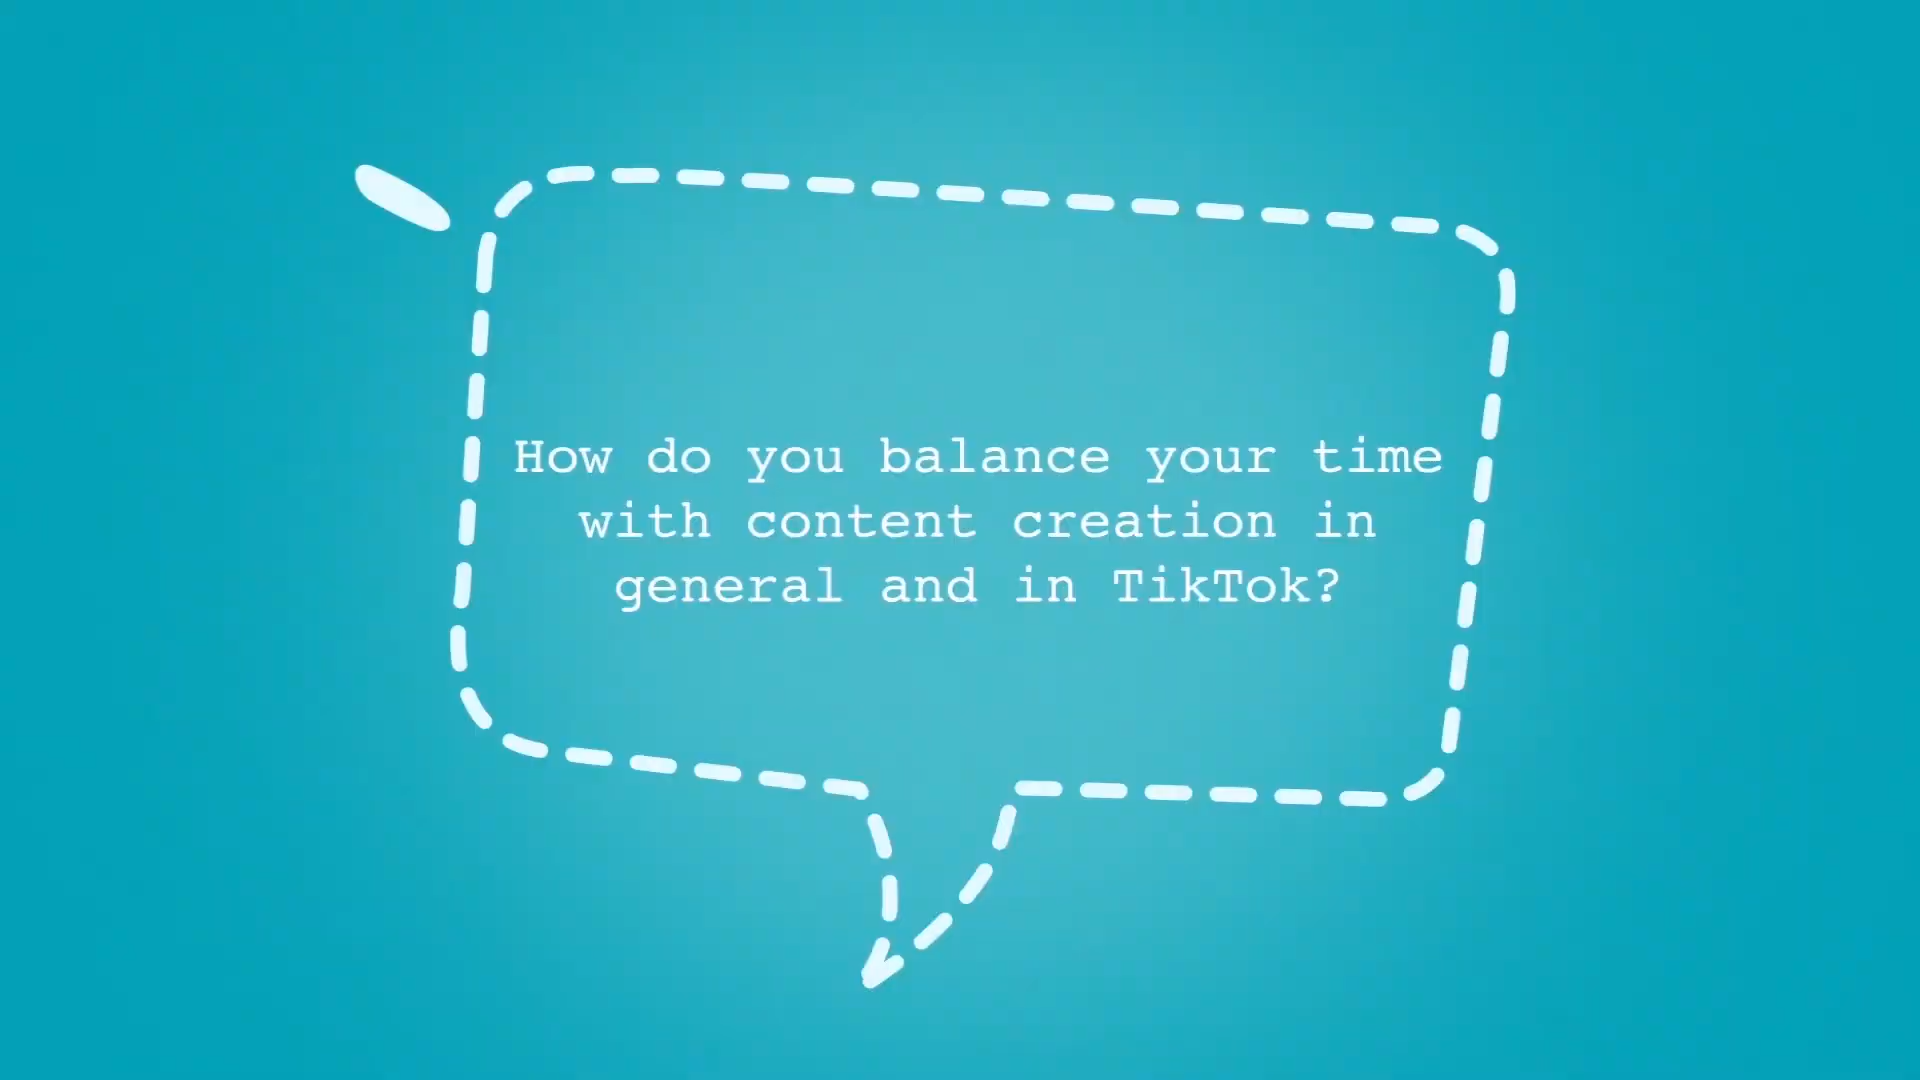 How do you balance your time
with content creation in
general and in TikTok?